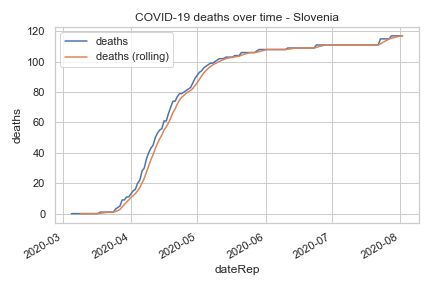 COVID-19 deaths over time - Slovenia
deaths
deaths (rolling)
120
100
80
60
40
20
0
deaths
2020-03
2020-04
2020-05
2020-06
2020-07
2020-08
dateRep